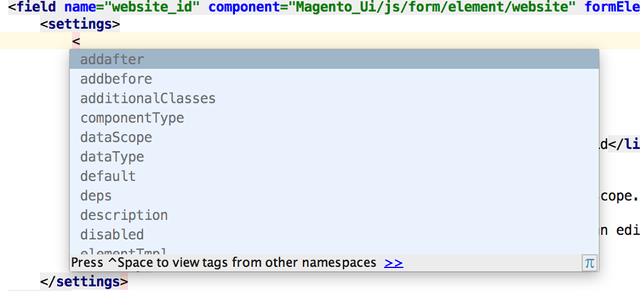 <field name="website_id" component="Magento_Ui/js/form/element/website" formEle
<settings>
<
addafter
addbefore
additionalClasses
componentType
dataScope
dataType
default
deps
description
disabled
elementTmpl
d</li
cope.
n edi
Press ^Space to view tags from other namespaces >>
π
</settings>